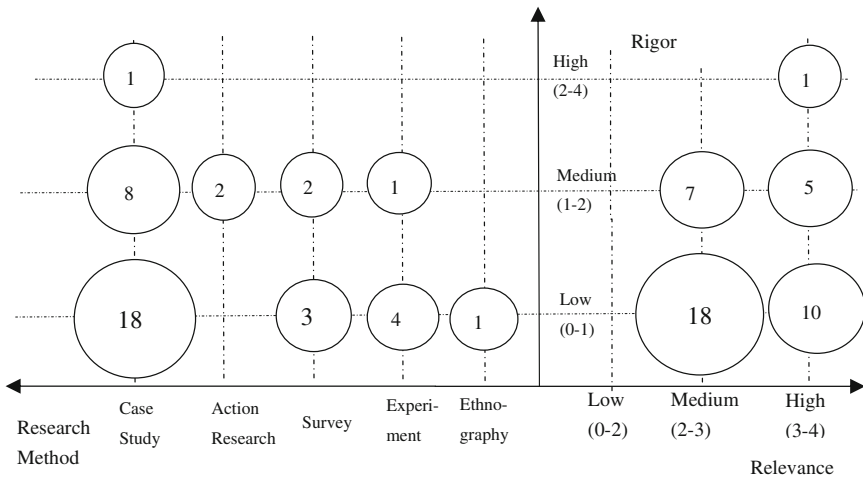 Rigor
High
(2-4)
1
1
Medium
(1-2)
8
2
2
1
7
5
Low
(0-1)
18
3
4
1
18
10
Research
Method
Case
Study
Action
Research
Survey
Experi-
ment
Ethno-
graphy
Low
(0-2)
Medium
(2-3)
High
(3-4)
Relevance